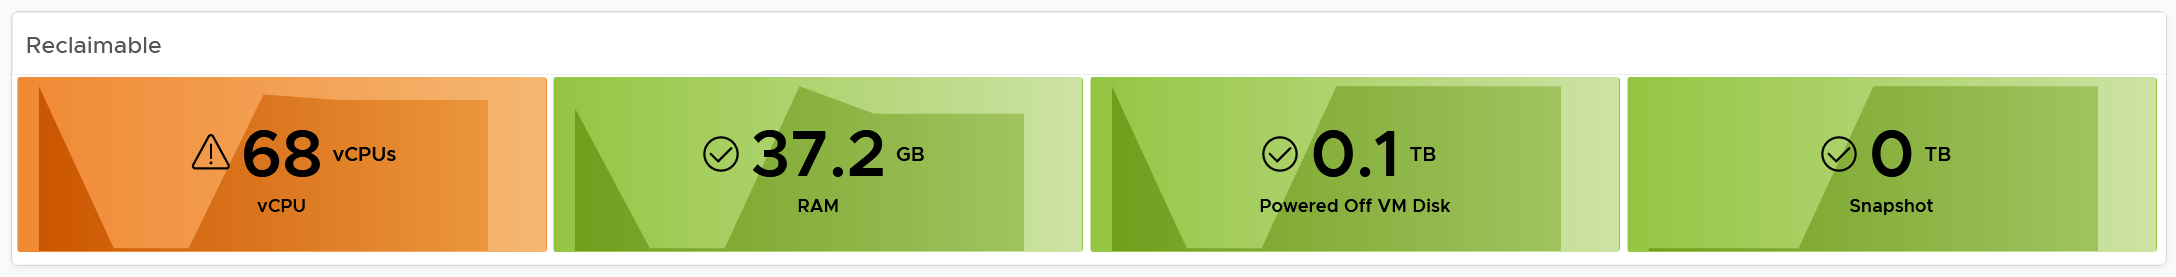 Reclaimable
68 vCPUs
vCPU
37.2 GB
RAM
0.1 TB
Powered Off VM Disk
0 TB
Snapshot